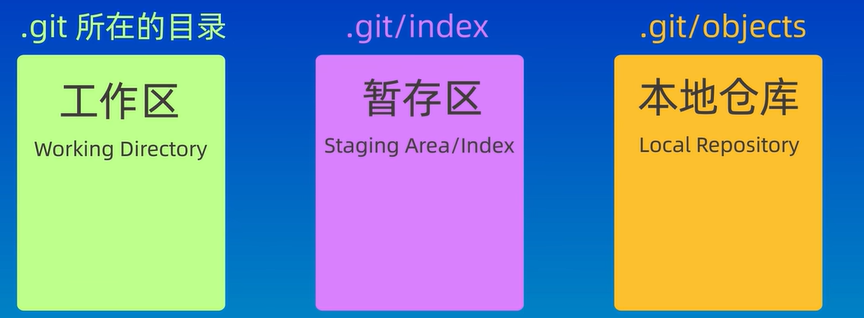 .git 所在的目录
.git/index
.git/objects
工作区
暂存区
本地仓库
Working Directory
Staging Area/Index
Local Repository